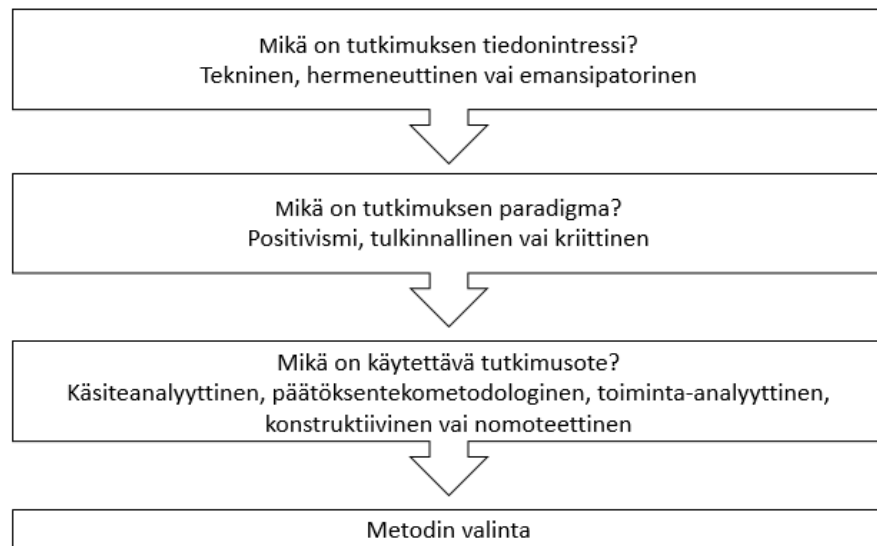 Mikä on tutkimuksen tiedonintressi?
Tekninen, hermeneuttinen vai emansipatorinen
Mikä on tutkimuksen paradigma?
Positivismi, tulkinnallinen vai kriittinen
Mikä on käytettävä tutkimusote?
Käsiteanalyyttinen, päätöksentekometodologinen, toiminta-analyyttinen,
konstruktiivinen vai nomoteettinen
Metodin valinta